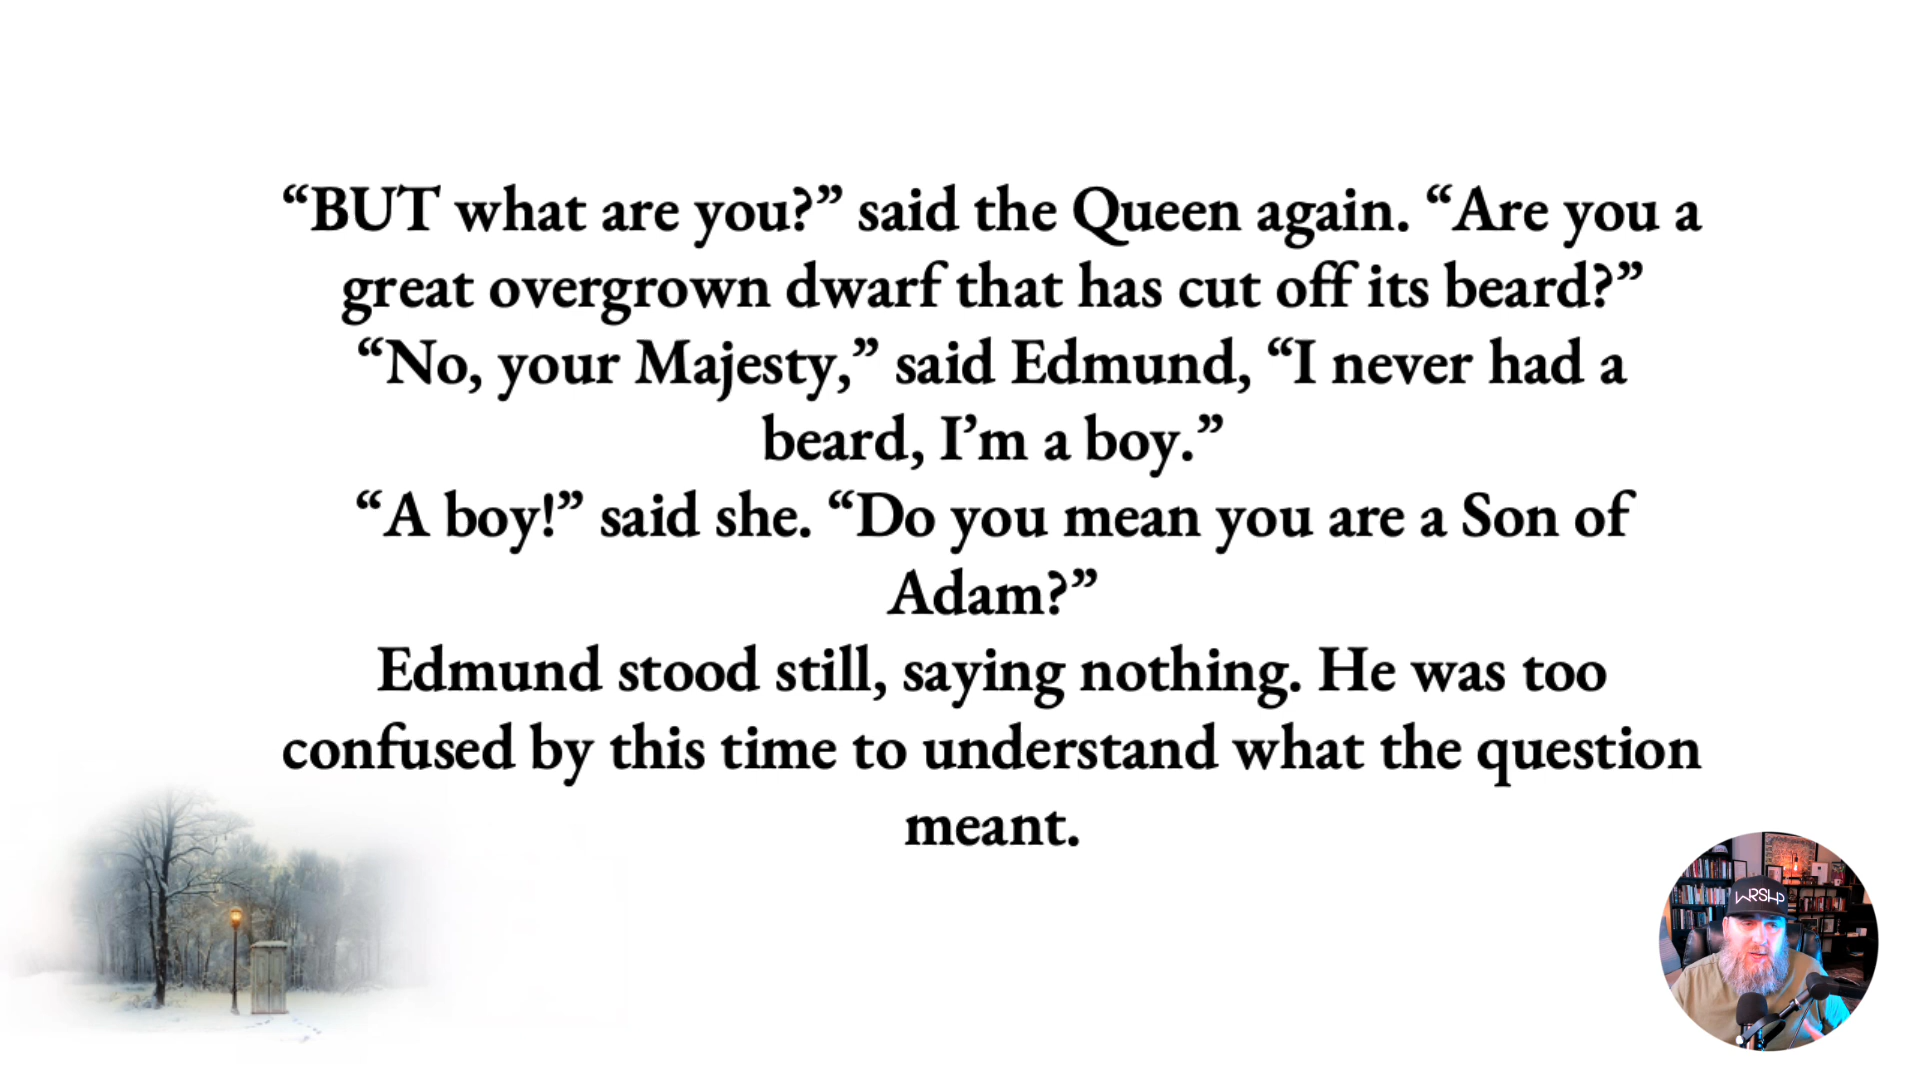 “BUT what are you?” said the Queen again. “Are you a
great overgrown dwarf that has cut off its beard?”
“No, your Majesty,” said Edmund, “I never had a
beard, I’m a boy.”
“A boy!” said she. “Do you mean you are a Son of
Adam?”
Edmund stood still, saying nothing. He was too
confused by this time to understand what the question
meant.
WRSHP